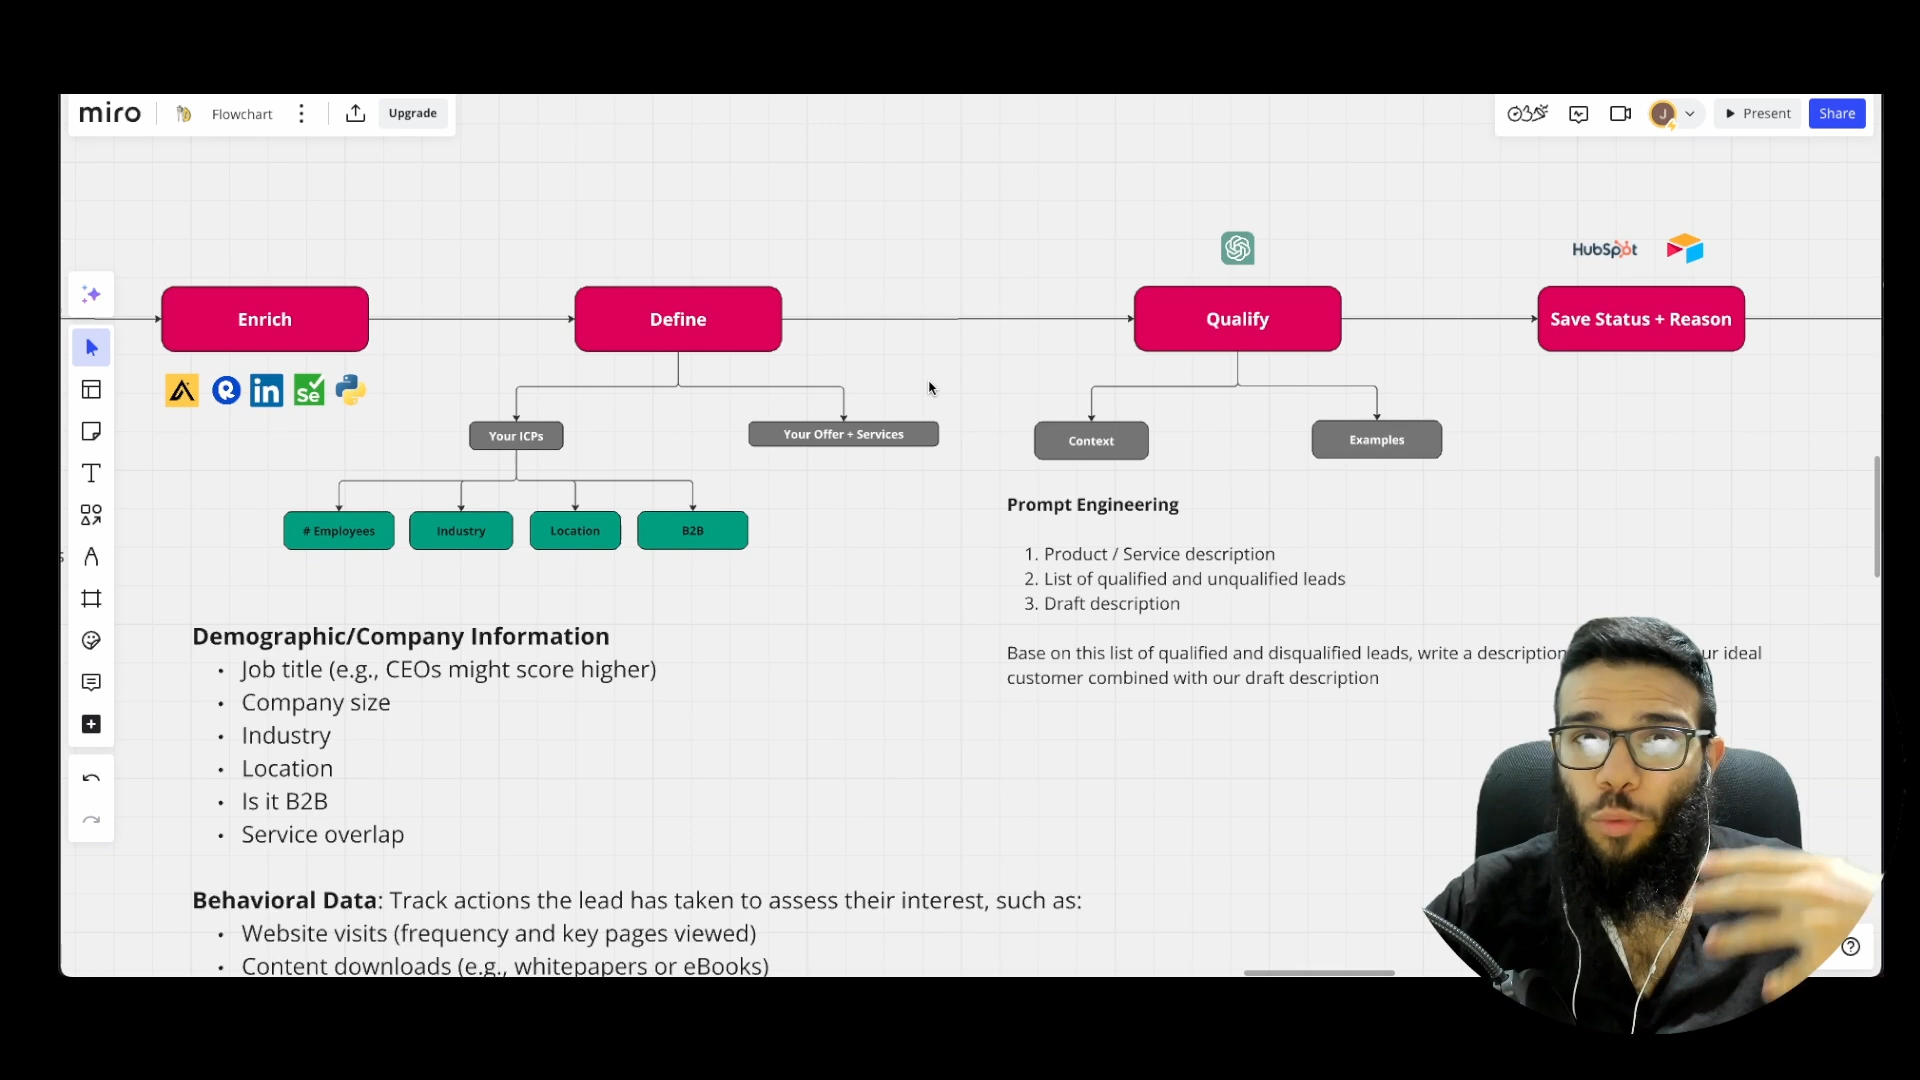 miro
Flowchart
Upgrade
J
Present
Share
HubSpot
Enrich
Define
Qualify
Save Status + Reason
in
Se
Your ICPs
Your Offer + Services
Context
Examples
# Employees
Industry
Location
B2B
Prompt Engineering
1. Product / Service description
2. List of qualified and unqualified leads
3. Draft description
Base on this list of qualified and disqualified leads, write a description ur ideal
customer combined with our draft description
Demographic/Company Information
• Job title (e.g., CEOs might score higher)
• Company size
• Industry
• Location
• Is it B2B
• Service overlap
Behavioral Data: Track actions the lead has taken to assess their interest, such as:
• Website visits (frequency and key pages viewed)
• Content downloads (e.g., whitepapers or eBooks)